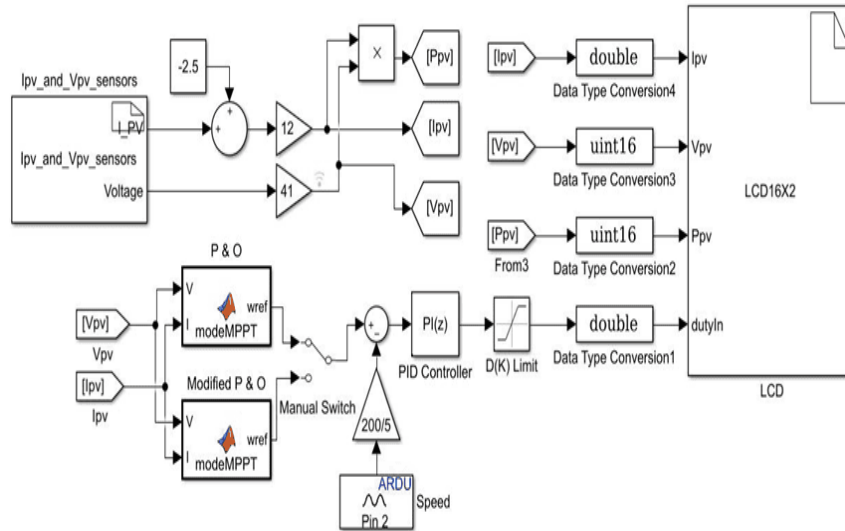 Ipv_and_Vpv_sensors
I_PV
Ipv_and_Vpv_sensors
Voltage
-2.5
+
+
12
41
×
[Ppv]
[Ipv]
[Vpv]
[Ipv]
double
Data Type Conversion4
Ipv
[Vpv]
uint16
Data Type Conversion3
Vpv
LCD16X2
[Ppv]
From3
uint16
Data Type Conversion2
Ppv
double
Data Type Conversion1
dutyIn
LCD
P & O
V
I
modeMPPT
wref
[Vpv]
Vpv
[Ipv]
Ipv
Modified P & O
V
I
modeMPPT
wref
Manual Switch
+
−
PI(z)
PID Controller
D(K) Limit
200/5
ARDU
Pin 2
Speed